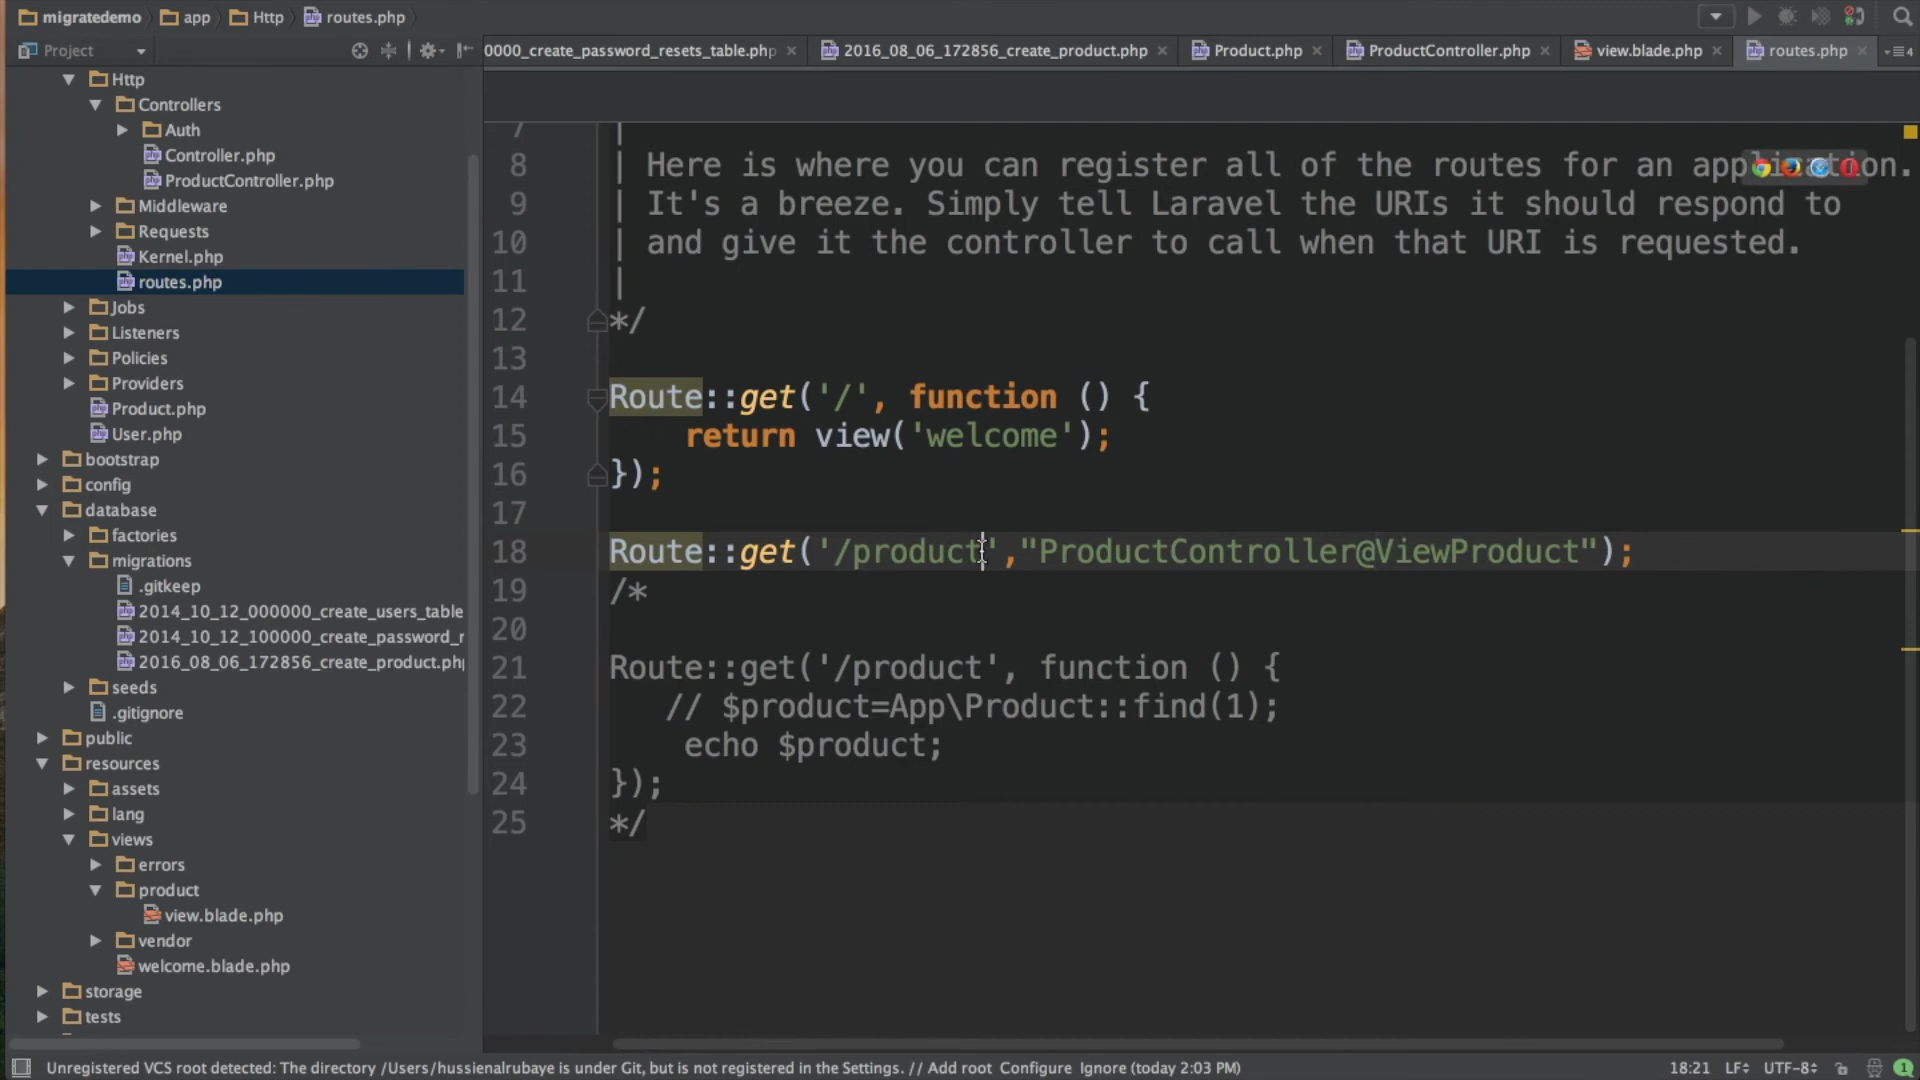 migratedemo app Http routes.php
Project
0000_create_password_resets_table.php 2016_08_06_172856_create_product.php Product.php ProductController.php view.blade.php routes.php 4
Http
Controllers
Auth
Controller.php
ProductController.php
Middleware
Requests
Kernel.php
routes.php
Jobs
Listeners
Policies
Providers
Product.php
User.php
bootstrap
config
database
factories
migrations
.gitkeep
2014_10_12_000000_create_users_table
2014_10_12_100000_create_password_r
2016_08_06_172856_create_product.php
seeds
.gitignore
public
resources
assets
lang
views
errors
product
view.blade.php
vendor
welcome.blade.php
storage
tests
7 |
8 | Here is where you can register all of the routes for an application.
9 | It's a breeze. Simply tell Laravel the URIs it should respond to
10 | and give it the controller to call when that URI is requested.
11 |
12 */
13
14 Route::get('/', function () {
15 return view('welcome');
16 });
17
18 Route::get('/product',"ProductController@ViewProduct");
19 /*
20
21 Route::get('/product', function () {
22 // $product=App\Product::find(1);
23 echo $product;
24 });
25 */
Unregistered VCS root detected: The directory /Users/hussienalrubaye is under Git, but is not registered in the Settings. // Add root Configure Ignore (today 2:03 PM) 18:21 LF UTF-8 1